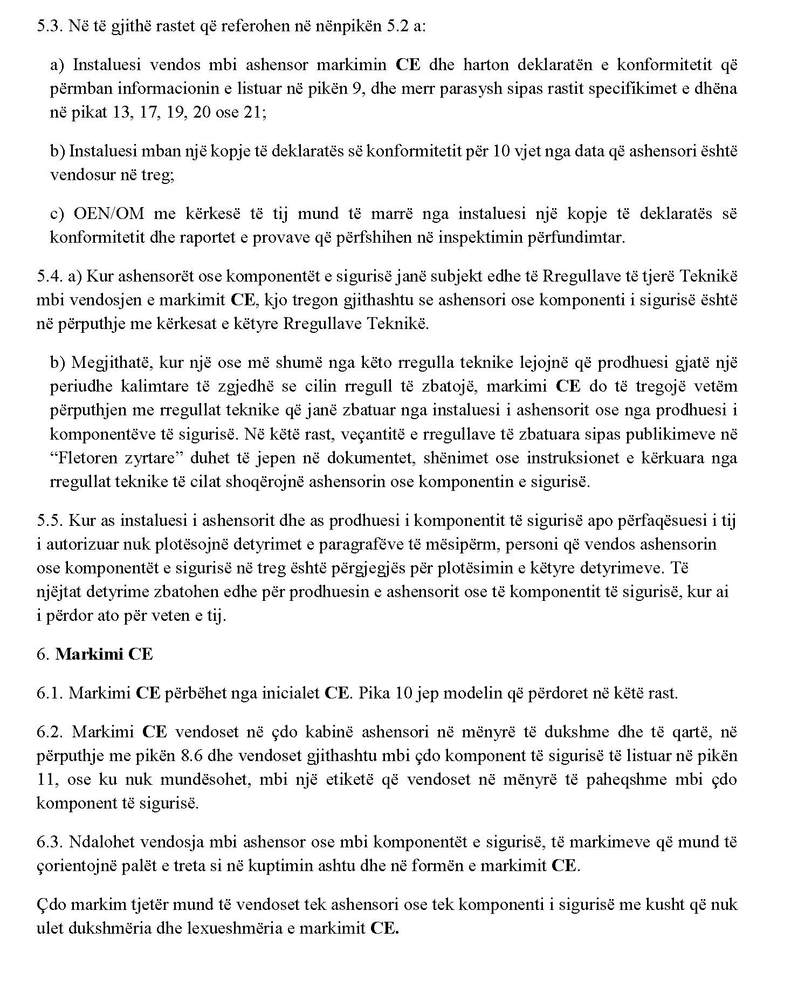 5.3. Në të gjithë rastet që referohen në nënpikën 5.2 a:
a) Instaluesi vendos mbi ashensor markimin CE dhe harton deklaratën e konformitetit që
përmban informacionin e listuar në pikën 9, dhe merr parasysh sipas rastit specifikimet e dhëna
në pikat 13, 17, 19, 20 ose 21;
b) Instaluesi mban një kopje të deklaratës së konformitetit për 10 vjet nga data që ashensori është
vendosur në treg;
c) OEN/OM me kërkesë të tij mund të marrë nga instaluesi një kopje të deklaratës së
konformitetit dhe raportet e provave që përfshihen në inspektimin përfundimtar.
5.4. a) Kur ashensorët ose komponentët e sigurisë janë subjekt edhe të Rregullave të tjerë Teknikë
mbi vendosjen e markimit CE, kjo tregon gjithashtu se ashensori ose komponenti i sigurisë është
në përputhje me kërkesat e këtyre Rregullave Teknikë.
b) Megjithatë, kur një ose më shumë nga këto rregulla teknike lejojnë që prodhuesi gjatë një
periudhe kalimtare të zgjedhë se cilin rregull të zbatojë, markimi CE do të tregojë vetëm
përputhjen me rregullat teknike që janë zbatuar nga instaluesi i ashensorit ose nga prodhuesi i
komponentëve të sigurisë. Në këtë rast, veçantitë e rregullave të zbatuara sipas publikimeve në
“Fletoren zyrtare” duhet të jepen në dokumentet, shënimet ose instruksionet e kërkuara nga
rregullat teknike të cilat shoqërojnë ashensorin ose komponentin e sigurisë.
5.5. Kur as instaluesi i ashensorit dhe as prodhuesi i komponentit të sigurisë apo përfaqësuesi i tij
i autorizuar nuk plotësojnë detyrimet e paragrafëve të mësipërm, personi që vendos ashensorin
ose komponentët e sigurisë në treg është përgjegjës për plotësimin e këtyre detyrimeve. Të
njëjtat detyrime zbatohen edhe për prodhuesin e ashensorit ose të komponentit të sigurisë, kur ai
i përdor ato për veten e tij.
6. Markimi CE
6.1. Markimi CE përbëhet nga inicialet CE. Pika 10 jep modelin që përdoret në këtë rast.
6.2. Markimi CE vendoset në çdo kabinë ashensori në mënyrë të dukshme dhe të qartë, në
përputhje me pikën 8.6 dhe vendoset gjithashtu mbi çdo komponent të sigurisë të listuar në pikën
11, ose ku nuk mundësohet, mbi një etiketë që vendoset në mënyrë të paheqshme mbi çdo
komponent të sigurisë.
6.3. Ndalohet vendosja mbi ashensor ose mbi komponentët e sigurisë, të markimeve që mund të
çorientojnë palët e treta si në kuptimin ashtu dhe në formën e markimit CE.
Çdo markim tjetër mund të vendoset tek ashensori ose tek komponenti i sigurisë me kusht që nuk
ulet dukshmëria dhe lexueshmëria e markimit CE.